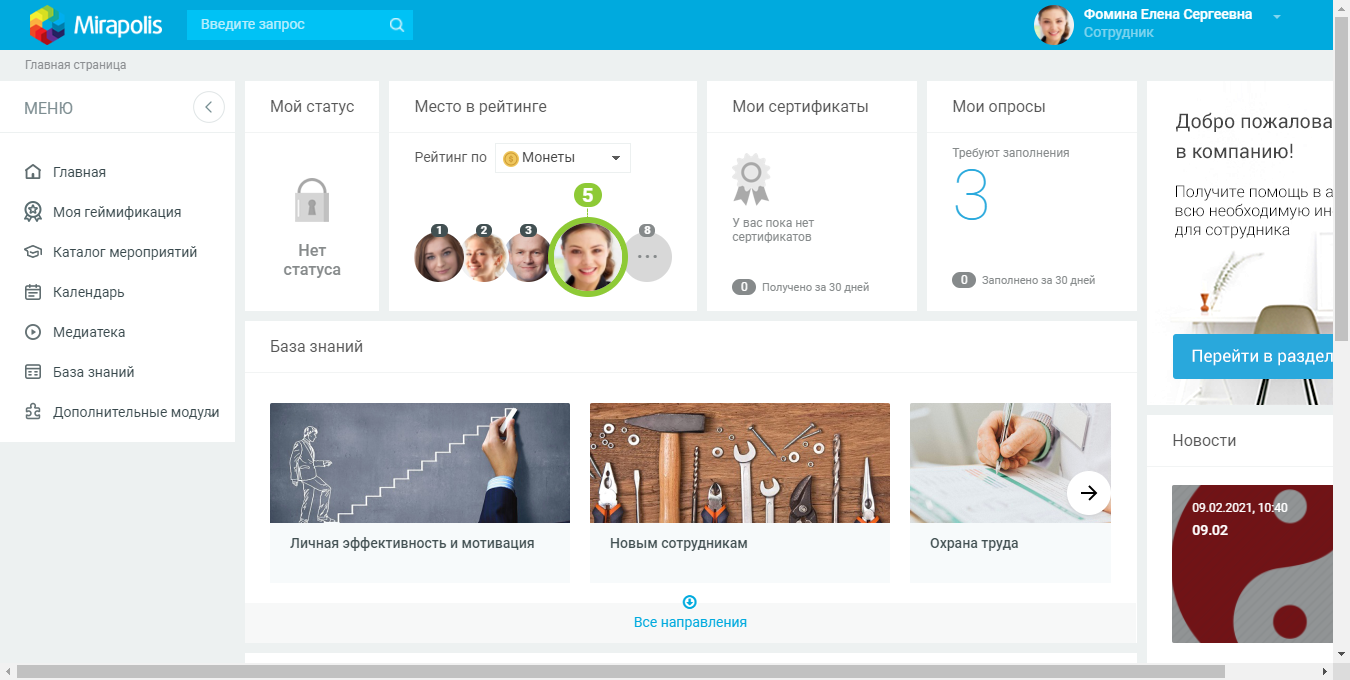 Mirapolis
Введите запрос
Фомина Елена Сергеевна
Сотрудник
Главная страница
МЕНЮ
Главная
Моя геймификация
Каталог мероприятий
Календарь
Медиатека
База знаний
Дополнительные модули
Мой статус
Нет
статуса
Место в рейтинге
Рейтинг по
Монеты
5
1
2
3
8
Мои сертификаты
У вас пока нет
сертификатов
0 Получено за 30 дней
Мои опросы
Требуют заполнения
3
0 Заполнено за 30 дней
Добро пожалова
в компанию!
Получите помощь в а
всю необходимую ин
для сотрудника
Перейти в раздел
База знаний
Личная эффективность и мотивация
Новым сотрудникам
Охрана труда
Все направления
Новости
09.02.2021, 10:40
09.02